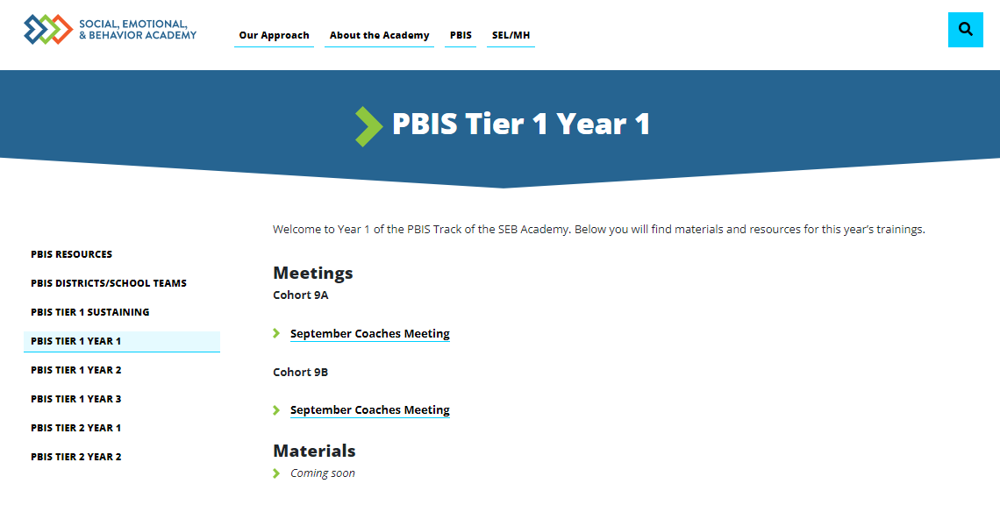 SOCIAL, EMOTIONAL,
& BEHAVIOR ACADEMY
Our Approach
About the Academy
PBIS
SEL/MH
PBIS Tier 1 Year 1
PBIS RESOURCES
PBIS DISTRICTS/SCHOOL TEAMS
PBIS TIER 1 SUSTAINING
PBIS TIER 1 YEAR 1
PBIS TIER 1 YEAR 2
PBIS TIER 1 YEAR 3
PBIS TIER 2 YEAR 1
PBIS TIER 2 YEAR 2
Welcome to Year 1 of the PBIS Track of the SEB Academy. Below you will find materials and resources for this year’s trainings.
Meetings
Cohort 9A
September Coaches Meeting
Cohort 9B
September Coaches Meeting
Materials
Coming soon